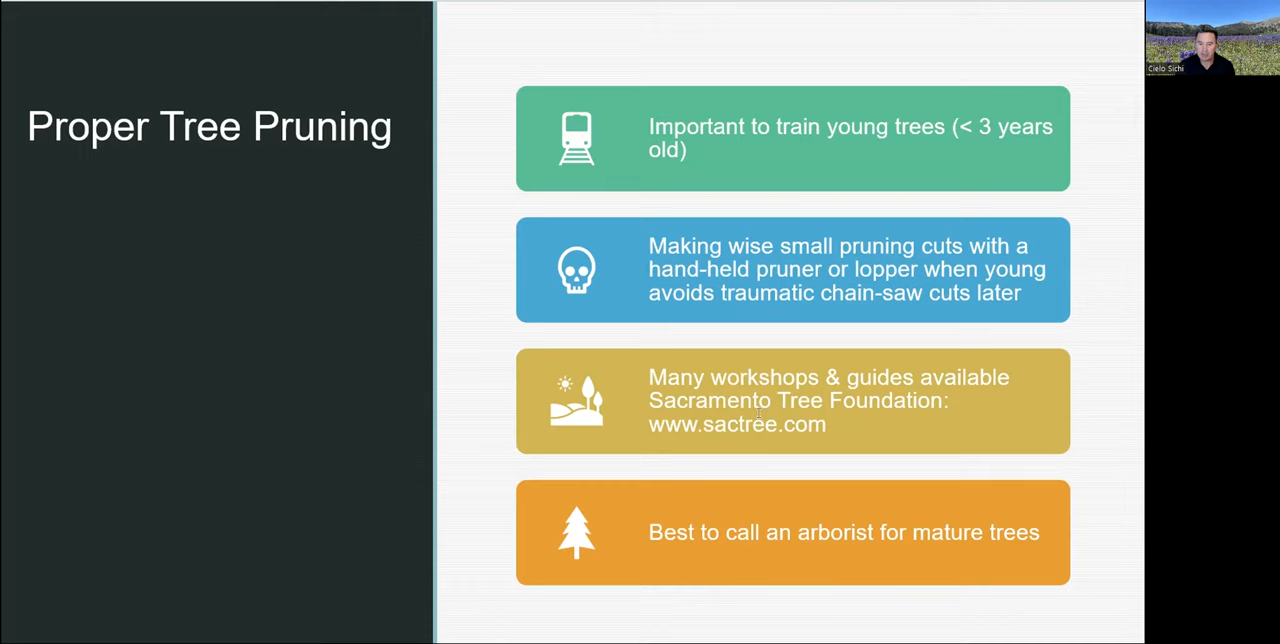 Proper Tree Pruning
Important to train young trees (< 3 years
old)
Making wise small pruning cuts with a
hand-held pruner or lopper when young
avoids traumatic chain-saw cuts later
Many workshops & guides available
Sacramento Tree Foundation:
www.sactree.com
Best to call an arborist for mature trees
Cielo Sichi